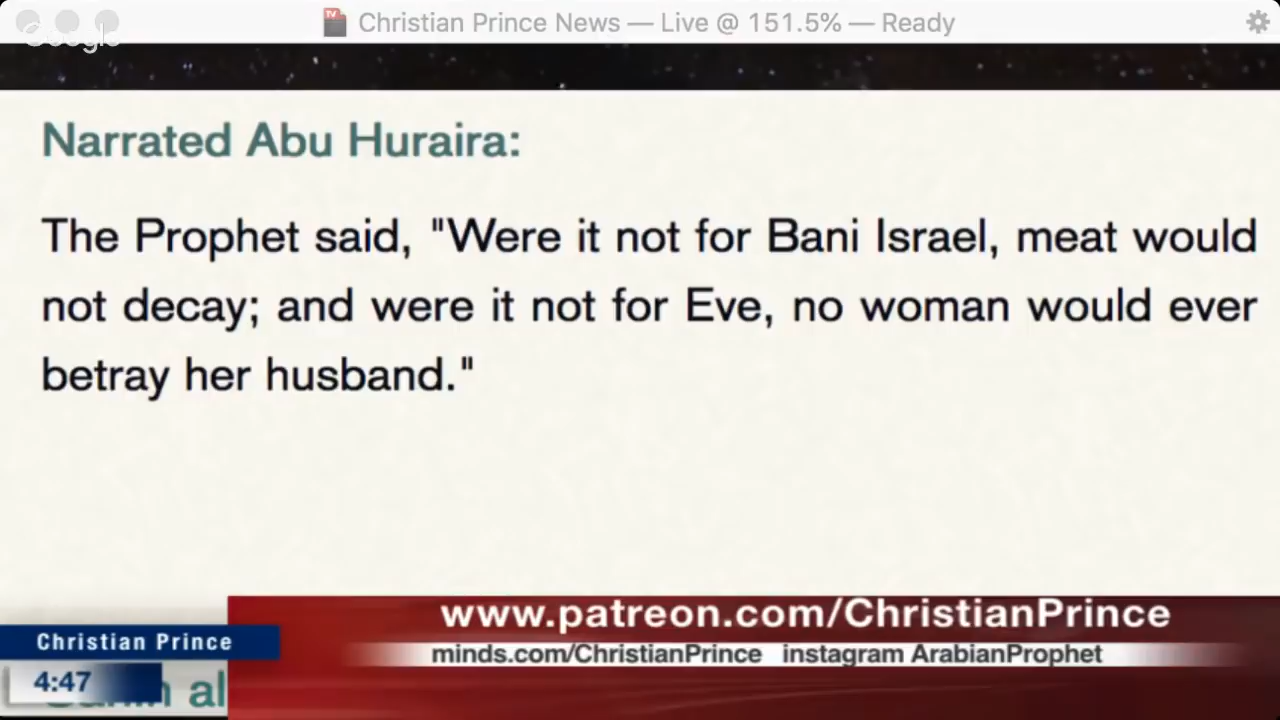 Christian Prince News — Live @ 151.5% — Ready
Google
Narrated Abu Huraira:
The Prophet said, "Were it not for Bani Israel, meat would
not decay; and were it not for Eve, no woman would ever
betray her husband."
www.patreon.com/ChristianPrince
Christian Prince
minds.com/ChristianPrince instagram ArabianProphet
4:47
al